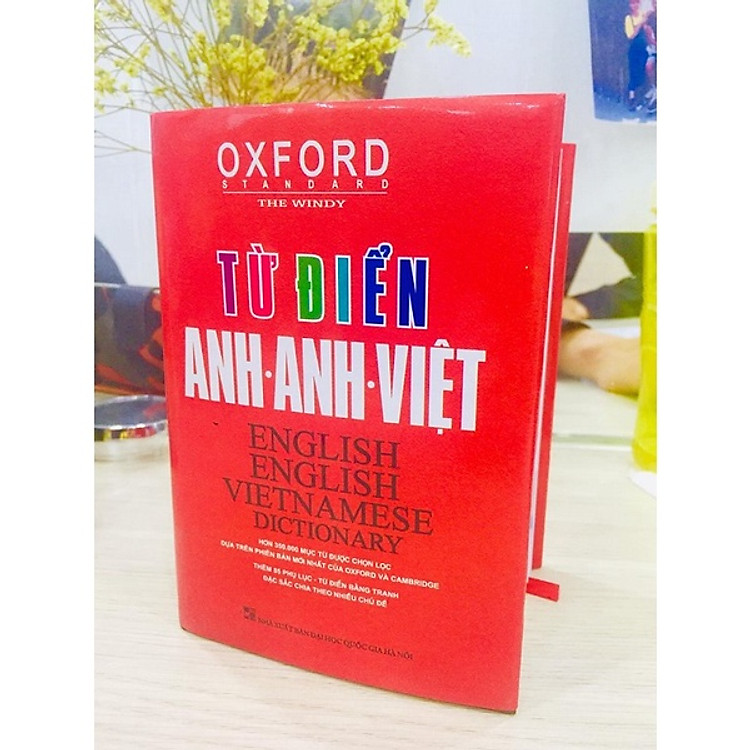 OXFORD
STANDARD
THE WINDY
TỪ ĐIỂN
ANH·ANH·VIỆT
ENGLISH
ENGLISH
VIETNAMESE
DICTIONARY
HƠN 350.000 MỤC TỪ ĐƯỢC CHỌN LỌC
DỰA TRÊN PHIÊN BẢN MỚI NHẤT CỦA OXFORD VÀ CAMBRIDGE
THÊM 85 PHỤ LỤC - TỪ ĐIỂN BẰNG TRANH
ĐẶC SẮC CHIA THEO NHIỀU CHỦ ĐỀ
NHÀ XUẤT BẢN ĐẠI HỌC QUỐC GIA HÀ NỘI